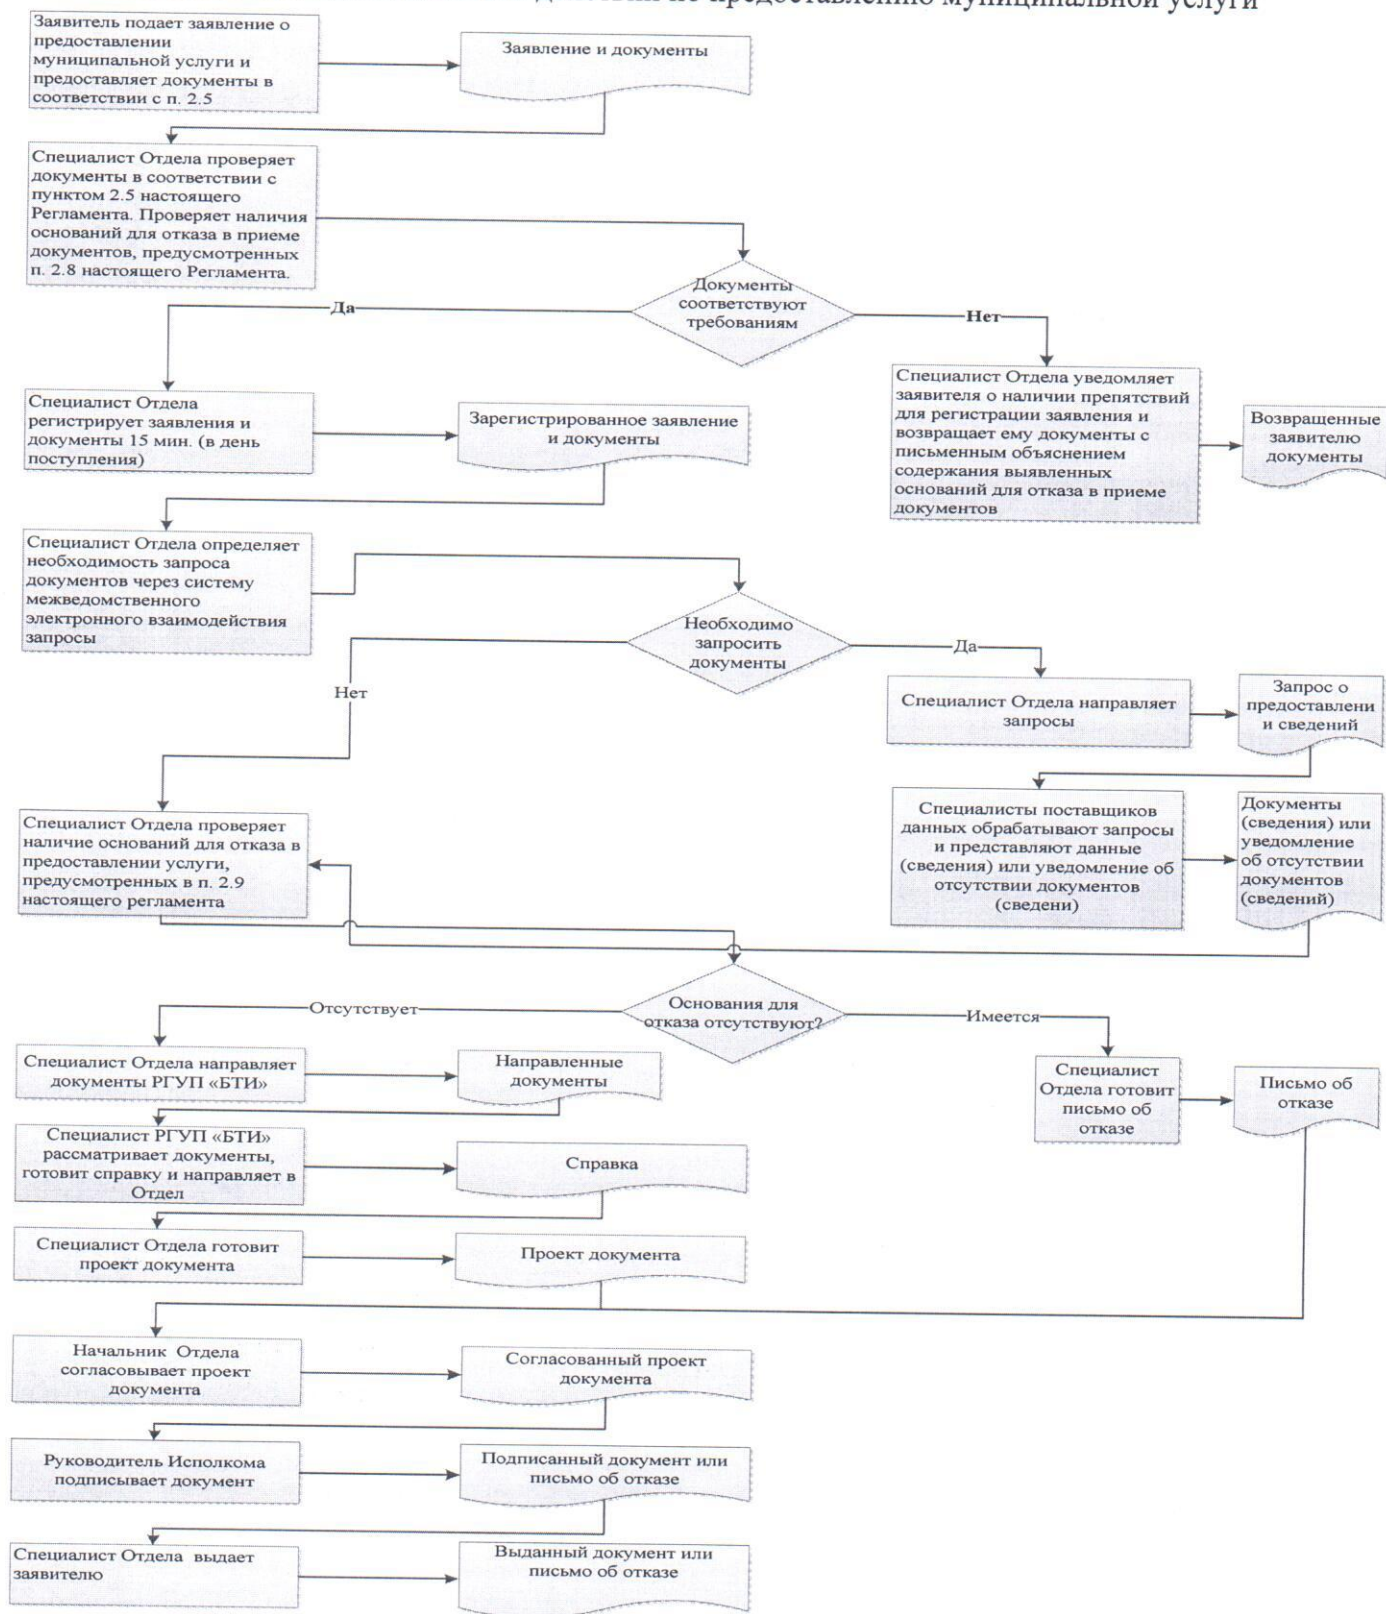 по предоставлению муниципальной услуги
Заявитель подает заявление о
предоставлении
муниципальной услуги и
предоставляет документы в
соответствии с п. 2.5
Заявление и документы
Специалист Отдела проверяет
документы в соответствии с
пунктом 2.5 настоящего
Регламента. Проверяет наличия
оснований для отказа в приеме
документов, предусмотренных
п. 2.8 настоящего Регламента.
Документы
соответствуют
требованиям
Да
Нет
Специалист Отдела
регистрирует заявления и
документы 15 мин. (в день
поступления)
Зарегистрированное заявление
и документы
Специалист Отдела уведомляет
заявителя о наличии препятствий
для регистрации заявления и
возвращает ему документы с
письменным объяснением
содержания выявленных
оснований для отказа в приеме
документов
Возвращенные
заявителю
документы
Специалист Отдела определяет
необходимость запроса
документов через систему
межведомственного
электронного взаимодействия
запросы
Необходимо
запросить
документы
Да
Нет
Специалист Отдела направляет
запросы
Запрос о
предоставлени
и сведений
Специалист Отдела проверяет
наличие оснований для отказа в
предоставлении услуги,
предусмотренных в п. 2.9
настоящего регламента
Специалисты поставщиков
данных обрабатывают запросы
и представляют данные
(сведения) или уведомление об
отсутствии документов
(сведени)
Документы
(сведения) или
уведомление
об отсутствии
документов
(сведений)
Основания для
отказа отсутствуют?
Отсутствует
Имеется
Специалист Отдела направляет
документы РГУП «БТИ»
Направленные
документы
Специалист
Отдела готовит
письмо об
отказе
Письмо об
отказе
Специалист РГУП «БТИ»
рассматривает документы,
готовит справку и направляет в
Отдел
Справка
Специалист Отдела готовит
проект документа
Проект документа
Начальник Отдела
согласовывает проект
документа
Согласованный проект
документа
Руководитель Исполкома
подписывает документ
Подписанный документ или
письмо об отказе
Специалист Отдела выдает
заявителю
Выданный документ или
письмо об отказе